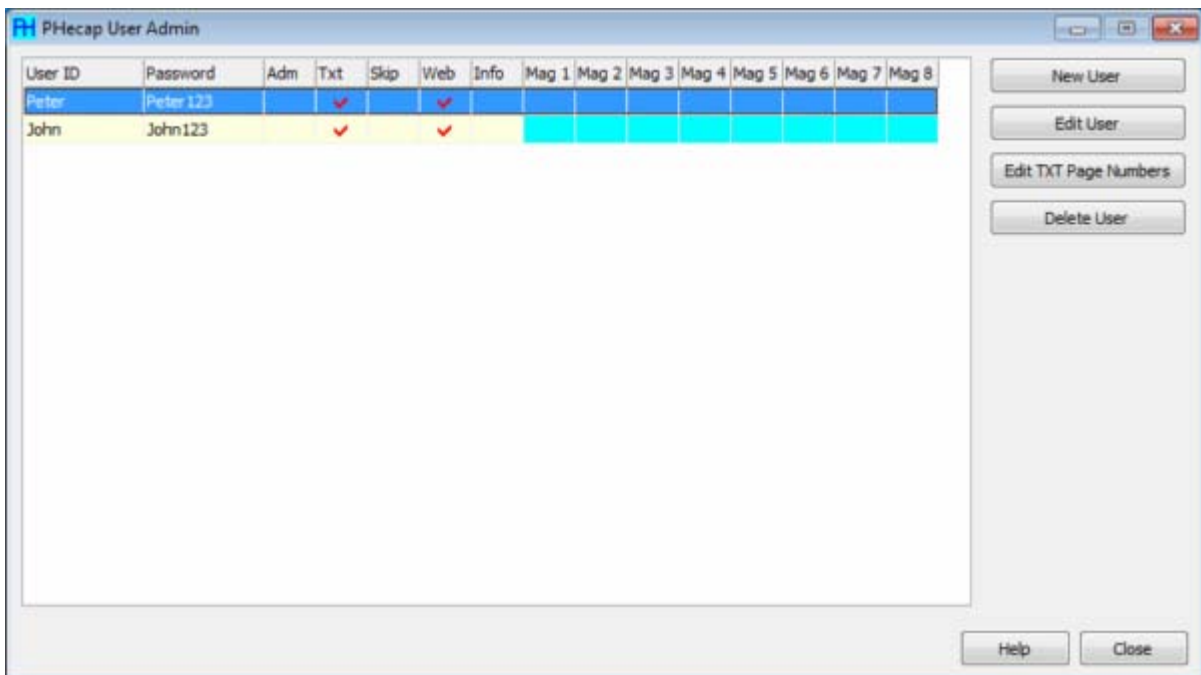 PH PHecap User Admin
User ID Password Adm Txt Skip Web Info Mag 1 Mag 2 Mag 3 Mag 4 Mag 5 Mag 6 Mag 7 Mag 8
Peter Peter123
John John123
New User
Edit User
Edit TXT Page Numbers
Delete User
Help Close